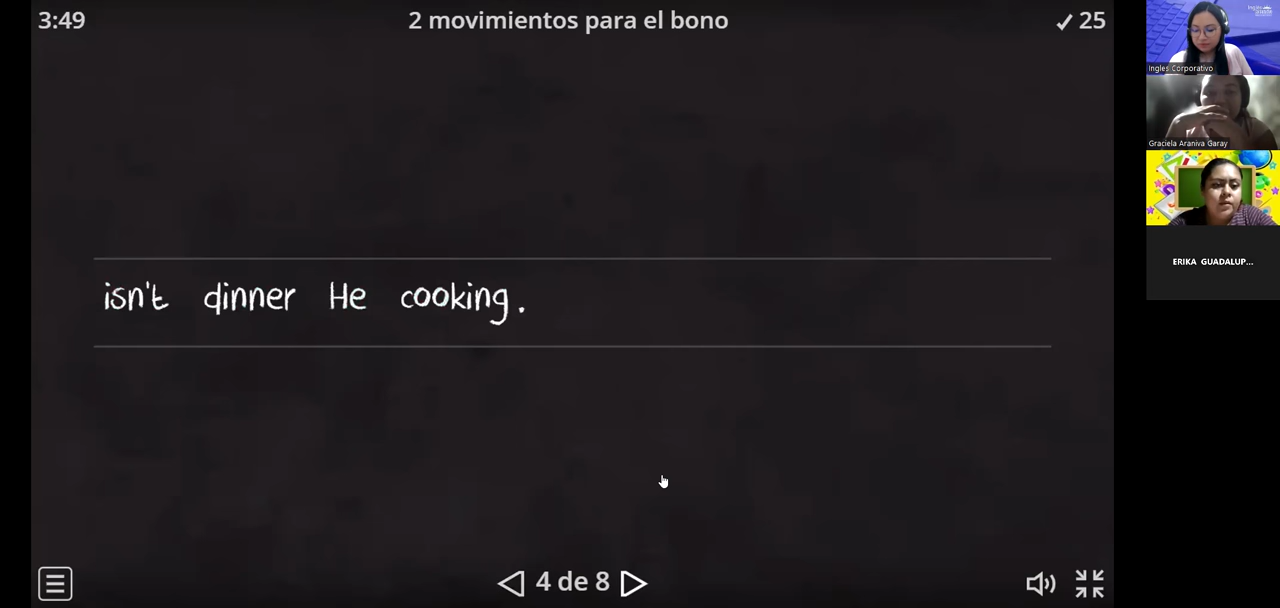 3:49 2 movimientos para el bono ✓ 25
isn't dinner He cooking.
4 de 8
Ingles Corporativo
Graciela Araniva Garay
ERIKA GUADALUP...